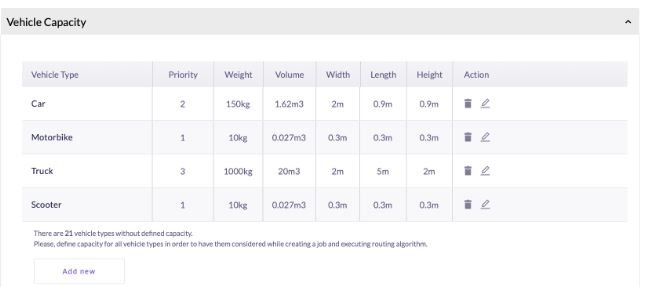 Vehicle Capacity
Vehicle Type Priority Weight Volume Width Length Height Action
Car 2 150kg 1.62m3 2m 0.9m 0.9m
Motorbike 1 10kg 0.027m3 0.3m 0.3m 0.3m
Truck 3 1000kg 20m3 2m 5m 2m
Scooter 1 10kg 0.027m3 0.3m 0.3m 0.3m
There are 21 vehicle types without defined capacity.
Please, define capacity for all vehicle types in order to have them considered while creating a job and executing routing algorithm.
Add new